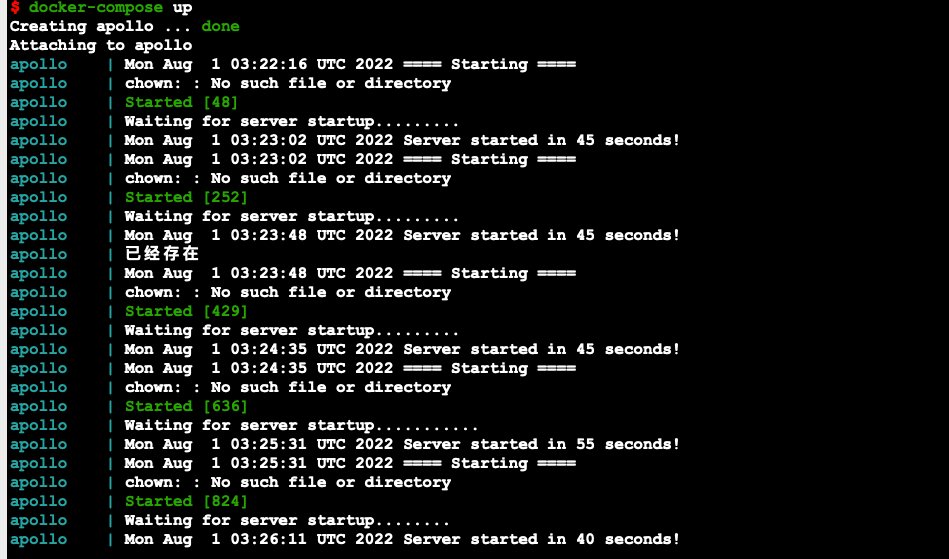 $ docker-compose up
Creating apollo ... done
Attaching to apollo
apollo    | Mon Aug  1 03:22:16 UTC 2022 ==== Starting ====
apollo    | chown: : No such file or directory
apollo    | Started [48]
apollo    | Waiting for server startup.........
apollo    | Mon Aug  1 03:23:02 UTC 2022 Server started in 45 seconds!
apollo    | Mon Aug  1 03:23:02 UTC 2022 ==== Starting ====
apollo    | chown: : No such file or directory
apollo    | Started [252]
apollo    | Waiting for server startup.........
apollo    | Mon Aug  1 03:23:48 UTC 2022 Server started in 45 seconds!
apollo    | 已经存在
apollo    | Mon Aug  1 03:23:48 UTC 2022 ==== Starting ====
apollo    | chown: : No such file or directory
apollo    | Started [429]
apollo    | Waiting for server startup.........
apollo    | Mon Aug  1 03:24:35 UTC 2022 Server started in 45 seconds!
apollo    | Mon Aug  1 03:24:35 UTC 2022 ==== Starting ====
apollo    | chown: : No such file or directory
apollo    | Started [636]
apollo    | Waiting for server startup...........
apollo    | Mon Aug  1 03:25:31 UTC 2022 Server started in 55 seconds!
apollo    | Mon Aug  1 03:25:31 UTC 2022 ==== Starting ====
apollo    | chown: : No such file or directory
apollo    | Started [824]
apollo    | Waiting for server startup........
apollo    | Mon Aug  1 03:26:11 UTC 2022 Server started in 40 seconds!